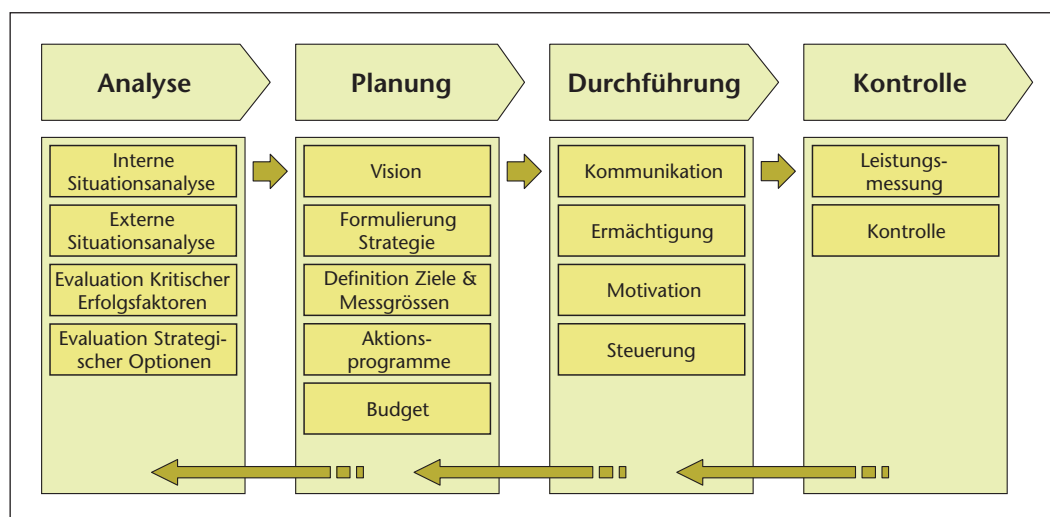 Analyse
Planung
Durchführung
Kontrolle
Interne
Situationsanalyse
Externe
Situationsanalyse
Evaluation Kritischer
Erfolgsfaktoren
Evaluation Strategi-
scher Optionen
Vision
Formulierung
Strategie
Definition Ziele &
Messgrössen
Aktions-
programme
Budget
Kommunikation
Ermächtigung
Motivation
Steuerung
Leistungs-
messung
Kontrolle